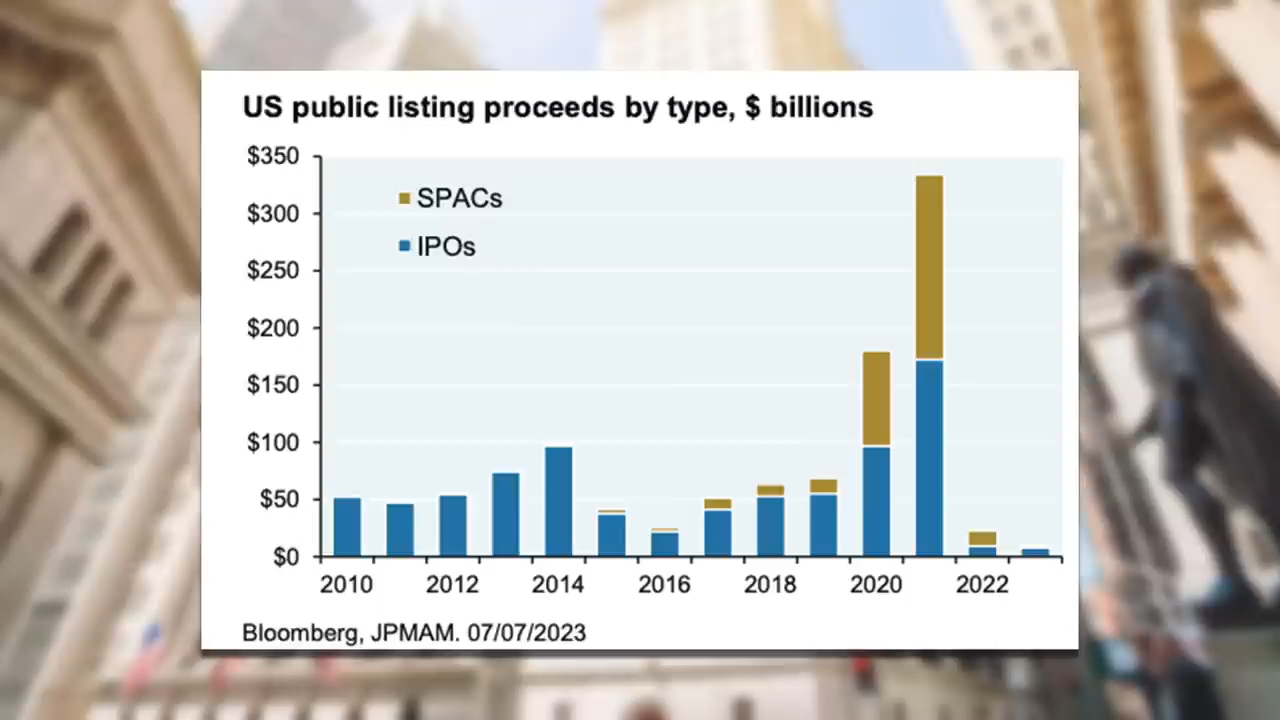 US public listing proceeds by type, $ billions
$350
SPACs
$300
IPOs
$250
$200
$150
$100
$50
$0
2010 2012 2014 2016 2018 2020 2022
Bloomberg, JPMAM. 07/07/2023